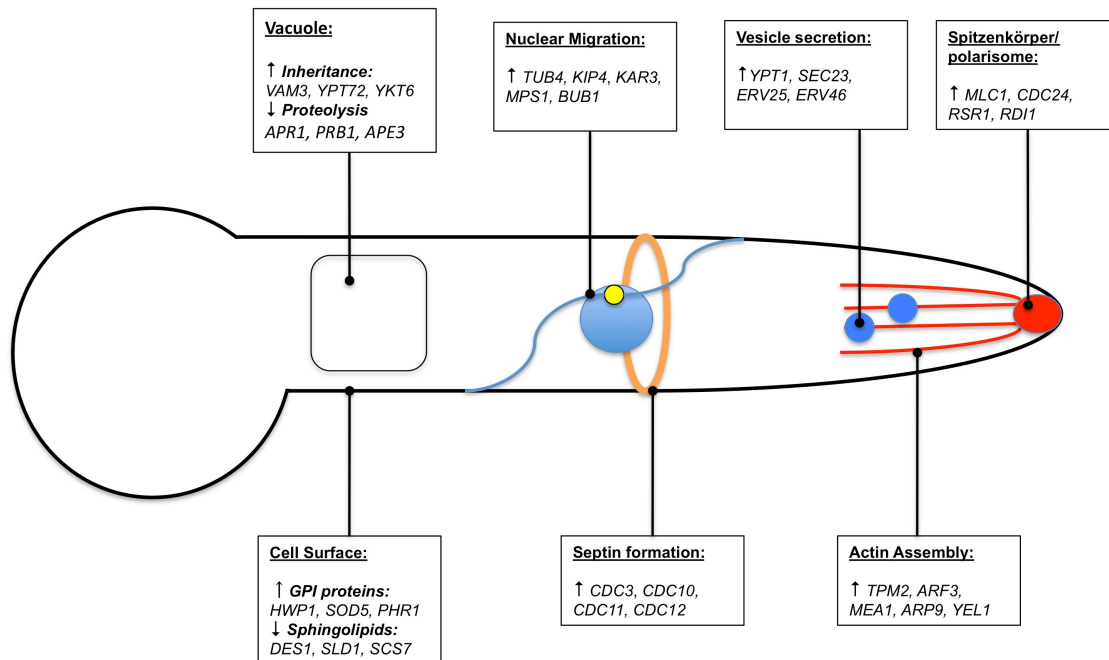 Vacuole:
↑ Inheritance:
VAM3, YPT72, YKT6
↓ Proteolysis
APR1, PRB1, APE3
Nuclear Migration:
↑ TUB4, KIP4, KAR3,
MPS1, BUB1
Vesicle secretion:
↑YPT1, SEC23,
ERV25, ERV46
Spitzenkörper/
polarisome:
↑ MLC1, CDC24,
RSR1, RDI1
Cell Surface:
↑ GPI proteins:
HWP1, SOD5, PHR1
↓ Sphingolipids:
DES1, SLD1, SCS7
Septin formation:
↑ CDC3, CDC10,
CDC11, CDC12
Actin Assembly:
↑ TPM2, ARF3,
MEA1, ARP9, YEL1